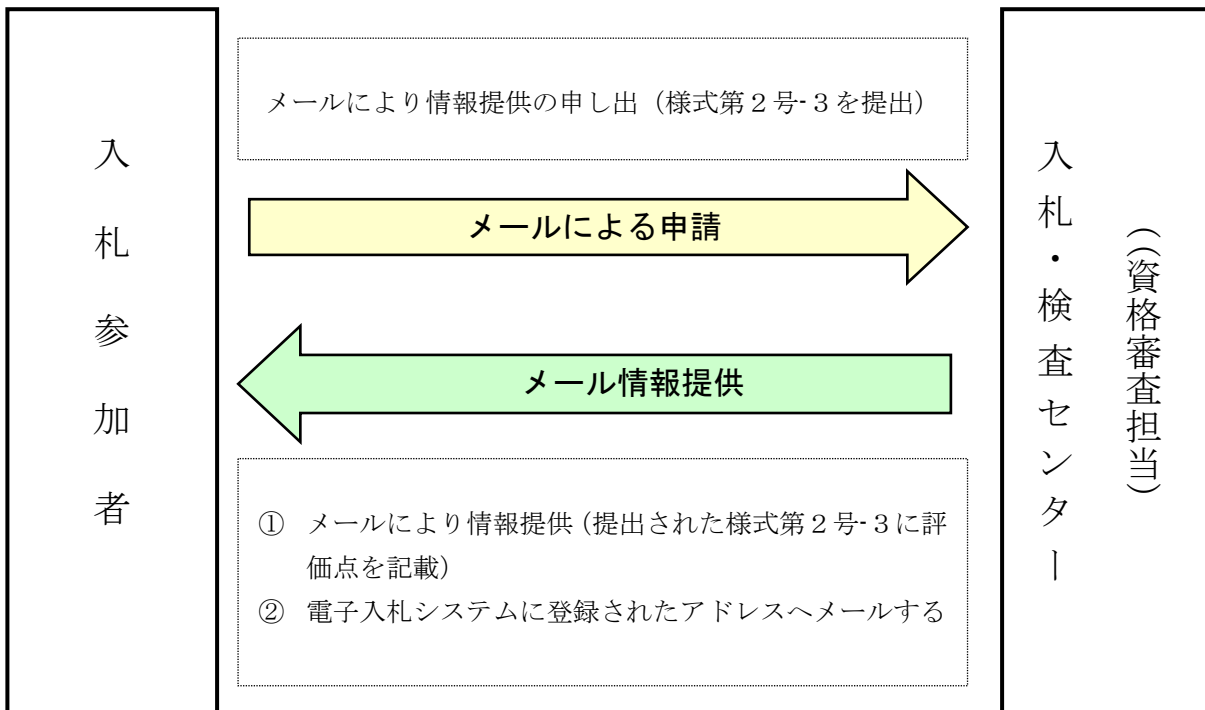 入札参加者
メールにより情報提供の申し出（様式第２号-３を提出）
メールによる申請
メール情報提供
① メールにより情報提供（提出された様式第２号-３に評
価点を記載）
② 電子入札システムに登録されたアドレスへメールする
入札・検査センター
（（資格審査担当）